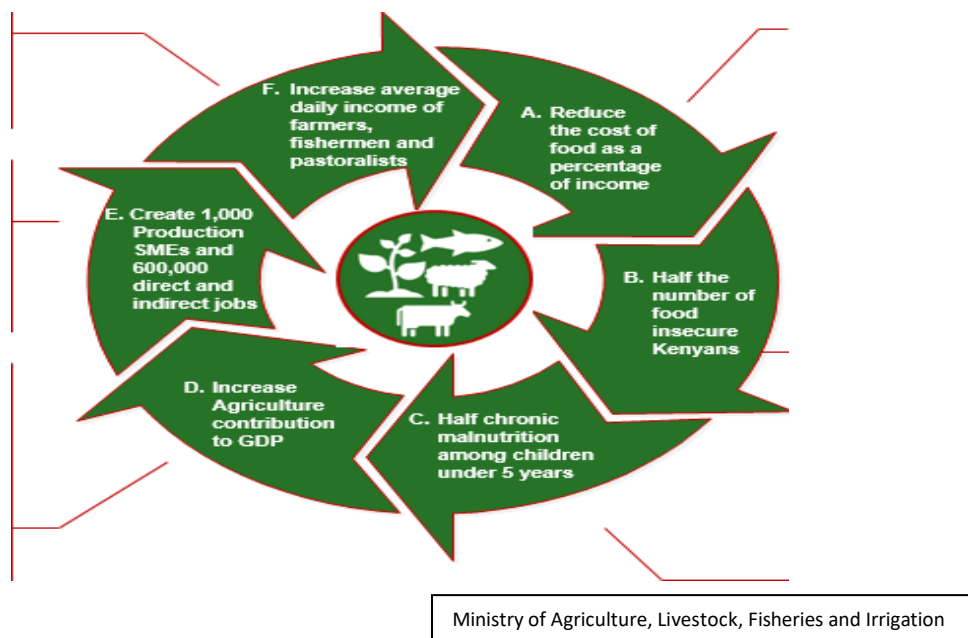 A. Reduce
the cost of
food as a
percentage
of income
B. Half the
number of
food
insecure
Kenyans
C. Half chronic
malnutrition
among children
under 5 years
D. Increase
Agriculture
contribution
to GDP
E. Create 1,000
Production
SMEs and
600,000
direct and
indirect jobs
F. Increase average
daily income of
farmers,
fishermen and
pastoralists
Ministry of Agriculture, Livestock, Fisheries and Irrigation